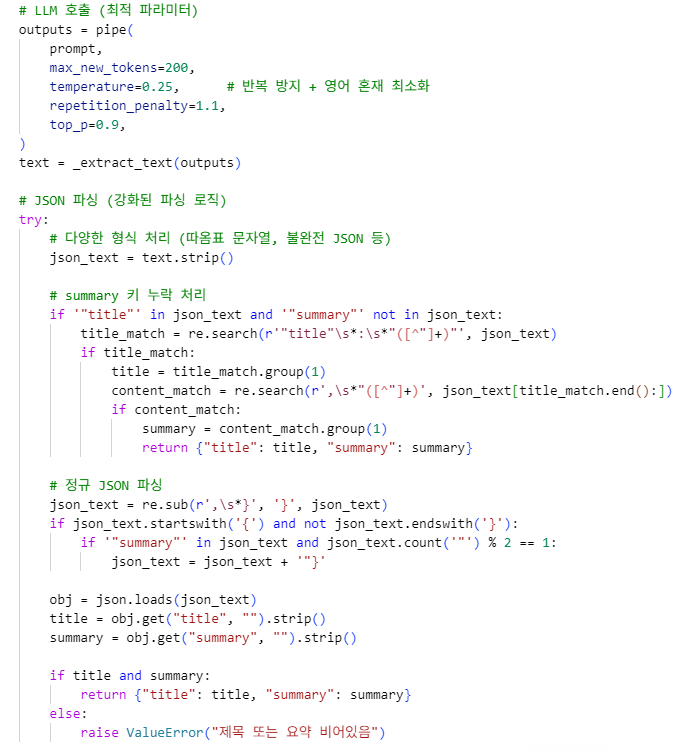 # LLM 호출 (최적 파라미터)
outputs = pipe(
    prompt,
    max_new_tokens=200,
    temperature=0.25,      # 반복 방지 + 영어 혼재 최소화
    repetition_penalty=1.1,
    top_p=0.9,
)
text = _extract_text(outputs)

# JSON 파싱 (강화된 파싱 로직)
try:
    # 다양한 형식 처리 (따옴표 문자열, 불완전 JSON 등)
    json_text = text.strip()

    # summary 키 누락 처리
    if '"title"' in json_text and '"summary"' not in json_text:
        title_match = re.search(r'"title"\s*:\s*"([^"]+)"', json_text)
        if title_match:
            title = title_match.group(1)
            content_match = re.search(r',\s*"([^"]+)', json_text[title_match.end():])
            if content_match:
                summary = content_match.group(1)
                return {"title": title, "summary": summary}

    # 정규 JSON 파싱
    json_text = re.sub(r',\s*}', '}', json_text)
    if json_text.startswith('{') and not json_text.endswith('}'):
        if '"summary"' in json_text and json_text.count('"') % 2 == 1:
            json_text = json_text + '"}'

    obj = json.loads(json_text)
    title = obj.get("title", "").strip()
    summary = obj.get("summary", "").strip()

    if title and summary:
        return {"title": title, "summary": summary}
    else:
        raise ValueError("제목 또는 요약 비어있음")